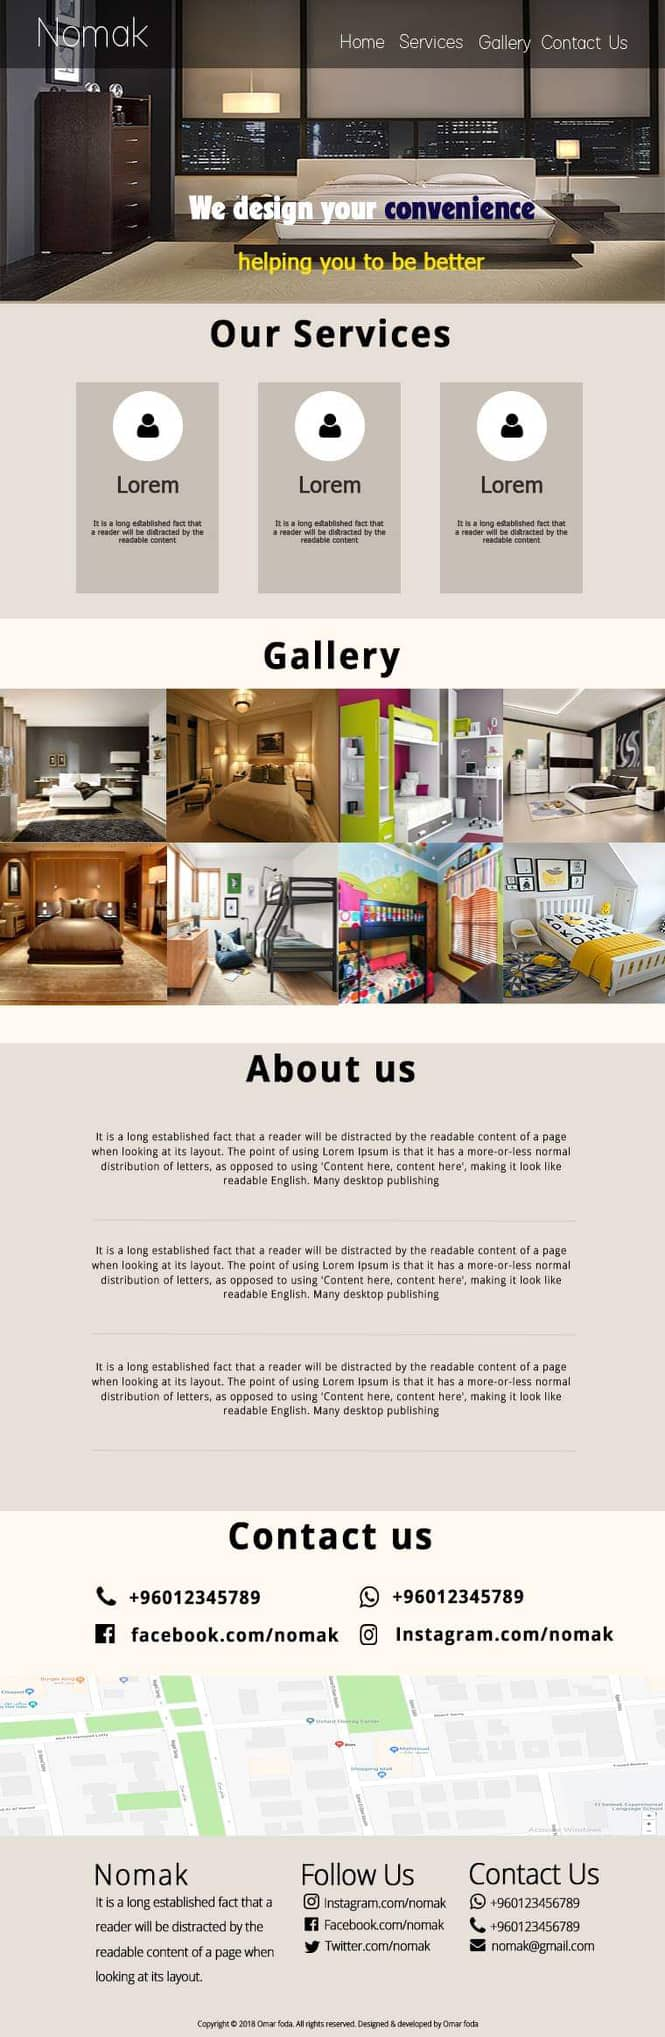 Nomak
Home Services Gallery Contact Us
We design your convenience
helping you to be better
Our Services
Lorem
It is a long established fact that
a reader will be distracted by the
readable content
Lorem
It is a long established fact that
a reader will be distracted by the
readable content
Lorem
It is a long established fact that
a reader will be distracted by the
readable content
Gallery
About us
It is a long established fact that a reader will be distracted by the readable content of a page
when looking at its layout. The point of using Lorem Ipsum is that it has a more-or-less normal
distribution of letters, as opposed to using 'Content here, content here', making it look like
readable English. Many desktop publishing
It is a long established fact that a reader will be distracted by the readable content of a page
when looking at its layout. The point of using Lorem Ipsum is that it has a more-or-less normal
distribution of letters, as opposed to using 'Content here, content here', making it look like
readable English. Many desktop publishing
It is a long established fact that a reader will be distracted by the readable content of a page
when looking at its layout. The point of using Lorem Ipsum is that it has a more-or-less normal
distribution of letters, as opposed to using 'Content here, content here', making it look like
readable English. Many desktop publishing
Contact us
+96012345789
+96012345789
facebook.com/nomak
Instagram.com/nomak
Mahmoud
Shopping Mall
Language School
Activate Windows
Nomak
It is a long established fact that a
reader will be distracted by the
readable content of a page when
looking at its layout.
Follow Us
Instagram.com/nomak
Facebook.com/nomak
Twitter.com/nomak
Contact Us
+960123456789
+960123456789
nomak@gmail.com
Copyright © 2018 Omar foda. All rights reserved. Designed & developed by Omar foda